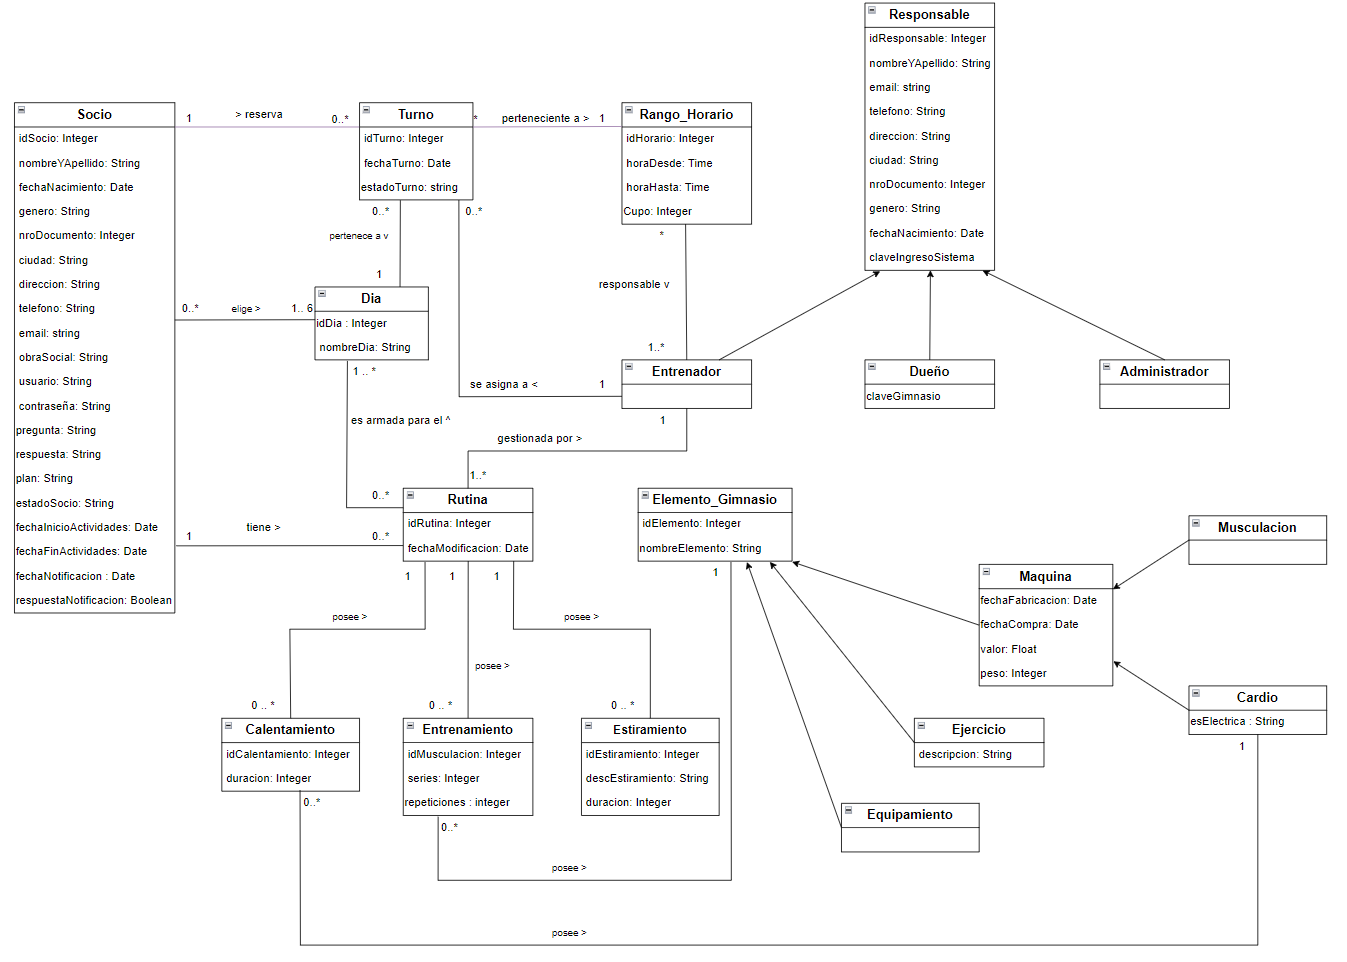 Responsable
idResponsable: Integer
nombreYApellido: String
email: string
telefono: String
direccion: String
ciudad: String
nroDocumento: Integer
genero: String
fechaNacimiento: Date
claveIngresoSistema
Socio
idSocio: Integer
nombreYApellido: String
fechaNacimiento: Date
genero: String
nroDocumento: Integer
ciudad: String
direccion: String
telefono: String
email: string
obraSocial: String
usuario: String
contraseña: String
pregunta: String
respuesta: String
plan: String
estadoSocio: String
fechaInicioActividades: Date
fechaFinActividades: Date
fechaNotificacion : Date
respuestaNotificacion: Boolean
1 > reserva 0..*
Turno
idTurno: Integer
fechaTurno: Date
estadoTurno: string
* perteneciente a > 1
Rango_Horario
idHorario: Integer
horaDesde: Time
horaHasta: Time
Cupo: Integer
0..*
pertenece a v
1
0..*
se asigna a <
1
*
responsable v
1..*
0..* elige > 1.. 6
Dia
idDia : Integer
nombreDia: String
1 .. *
es armada para el ^
0..*
Entrenador
Dueño
claveGimnasio
Administrador
1
gestionada por >
1..*
1 tiene > 0..*
Rutina
idRutina: Integer
fechaModificacion: Date
Elemento_Gimnasio
idElemento: Integer
nombreElemento: String
Musculacion
Maquina
fechaFabricacion: Date
fechaCompra: Date
valor: Float
peso: Integer
1 1 1 1
posee > posee >
posee >
0 .. * 0 .. * 0 .. *
Cardio
esElectrica : String
1
Calentamiento
idCalentamiento: Integer
duracion: Integer
Entrenamiento
idMusculacion: Integer
series: Integer
repeticiones : integer
Estiramiento
idEstiramiento: Integer
descEstiramiento: String
duracion: Integer
Ejercicio
descripcion: String
Equipamiento
0..* 0..*
posee >
posee >